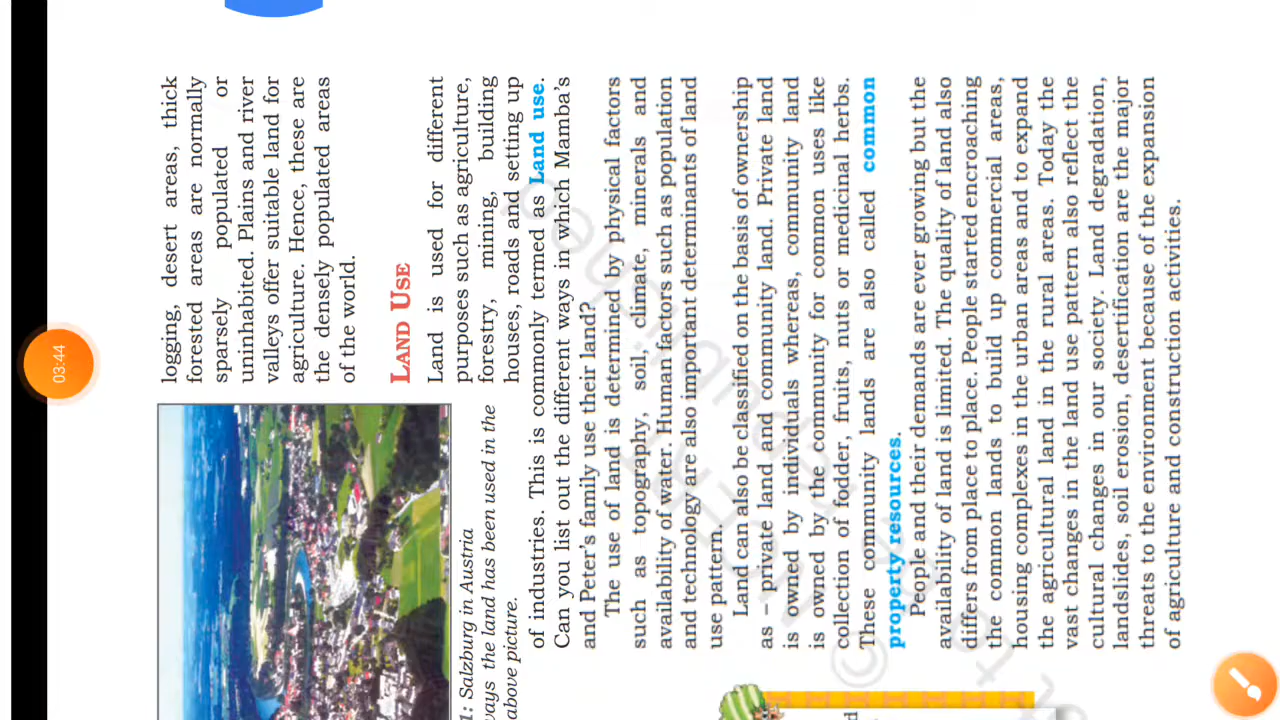 logging, desert areas, thick
forested areas are normally
sparsely populated or
uninhabited. Plains and river
valleys offer suitable land for
agriculture. Hence, these are
the densely populated areas
of the world.
LAND USE
Land is used for different
purposes such as agriculture,
forestry, mining, building
houses, roads and setting up
1: Salzburg in Austria
ways the land has been used in the
above picture.
of industries. This is commonly termed as Land use.
Can you list out the different ways in which Mamba's
and Peter's family use their land?
The use of land is determined by physical factors
such as topography, soil, climate, minerals and
availability of water. Human factors such as population
and technology are also important determinants of land
use pattern.
Land can also be classified on the basis of ownership
as – private land and community land. Private land
is owned by individuals whereas, community land
is owned by the community for common uses like
collection of fodder, fruits, nuts or medicinal herbs.
These community lands are also called common
property resources.
People and their demands are ever growing but the
availability of land is limited. The quality of land also
differs from place to place. People started encroaching
the common lands to build up commercial areas,
housing complexes in the urban areas and to expand
the agricultural land in the rural areas. Today the
vast changes in the land use pattern also reflect the
cultural changes in our society. Land degradation,
landslides, soil erosion, desertification are the major
threats to the environment because of the expansion
of agriculture and construction activities.
© NCERT
be republished
03:44